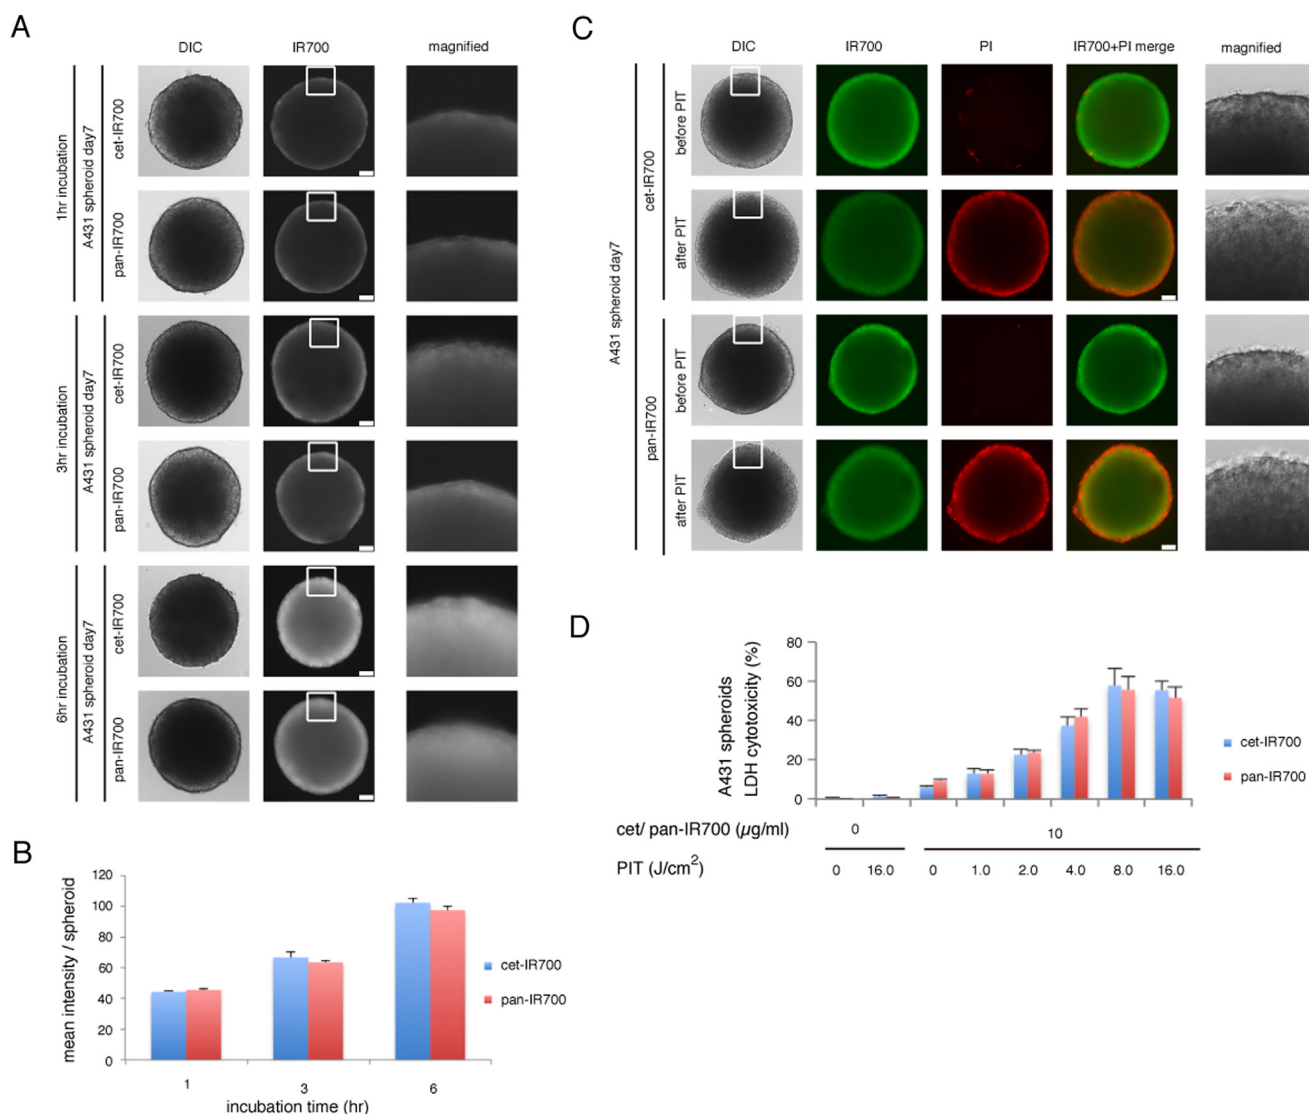 A
DIC
IR700
magnified
1hr incubation
A431 spheroid day7
cet-IR700
pan-IR700
3hr incubation
A431 spheroid day7
cet-IR700
pan-IR700
6hr incubation
A431 spheroid day7
cet-IR700
pan-IR700
B
mean intensity / spheroid
120
100
80
60
40
20
0
1
3
6
incubation time (hr)
cet-IR700
pan-IR700
C
DIC
IR700
PI
IR700+PI merge
magnified
A431 spheroid day7
cet-IR700
before PIT
after PIT
pan-IR700
before PIT
after PIT
D
A431 spheroids
LDH cytotoxicity (%)
80
60
40
20
0
cet-IR700
pan-IR700
cet/ pan-IR700 (µg/ml)
0
10
PIT (J/cm²)
0
16.0
0
1.0
2.0
4.0
8.0
16.0